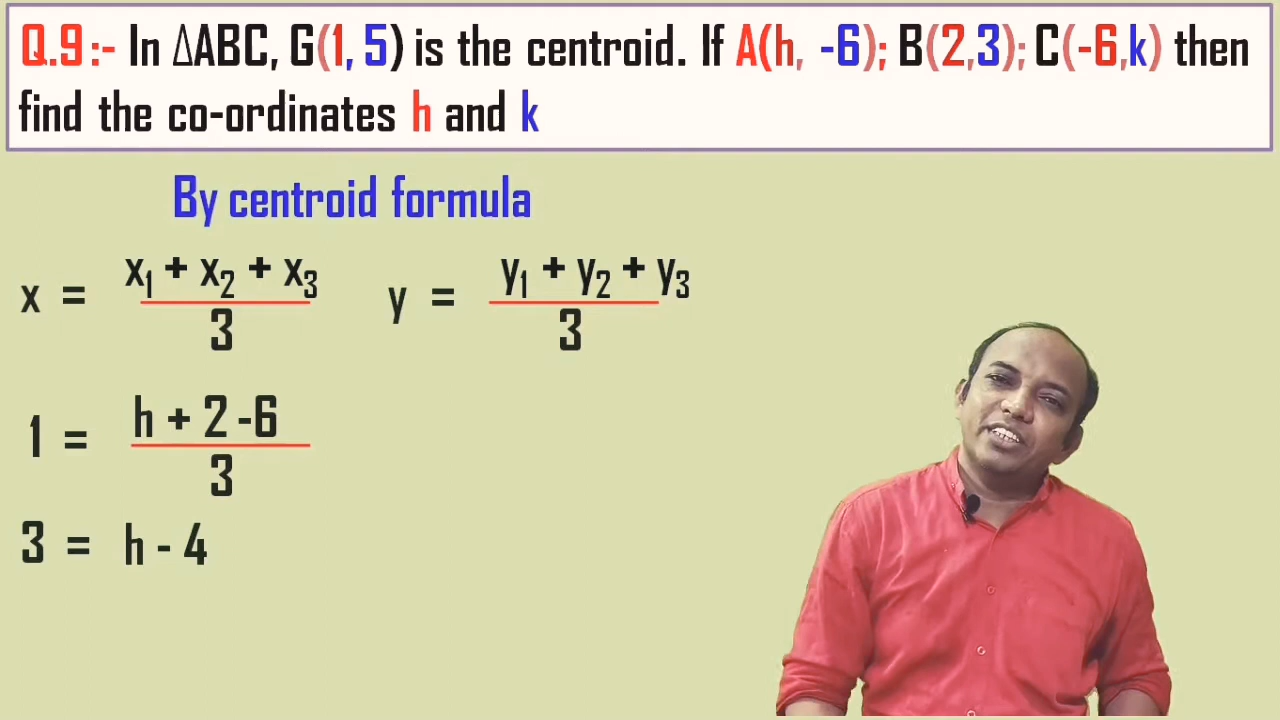 Q.9 :- In ΔABC, G(1, 5) is the centroid. If A(h, -6); B(2,3); C(-6,k) then
find the co-ordinates h and k
By centroid formula
x = x₁ + x₂ + x₃ / 3 y = y₁ + y₂ + y₃ / 3
1 = h + 2 -6 / 3
3 = h - 4